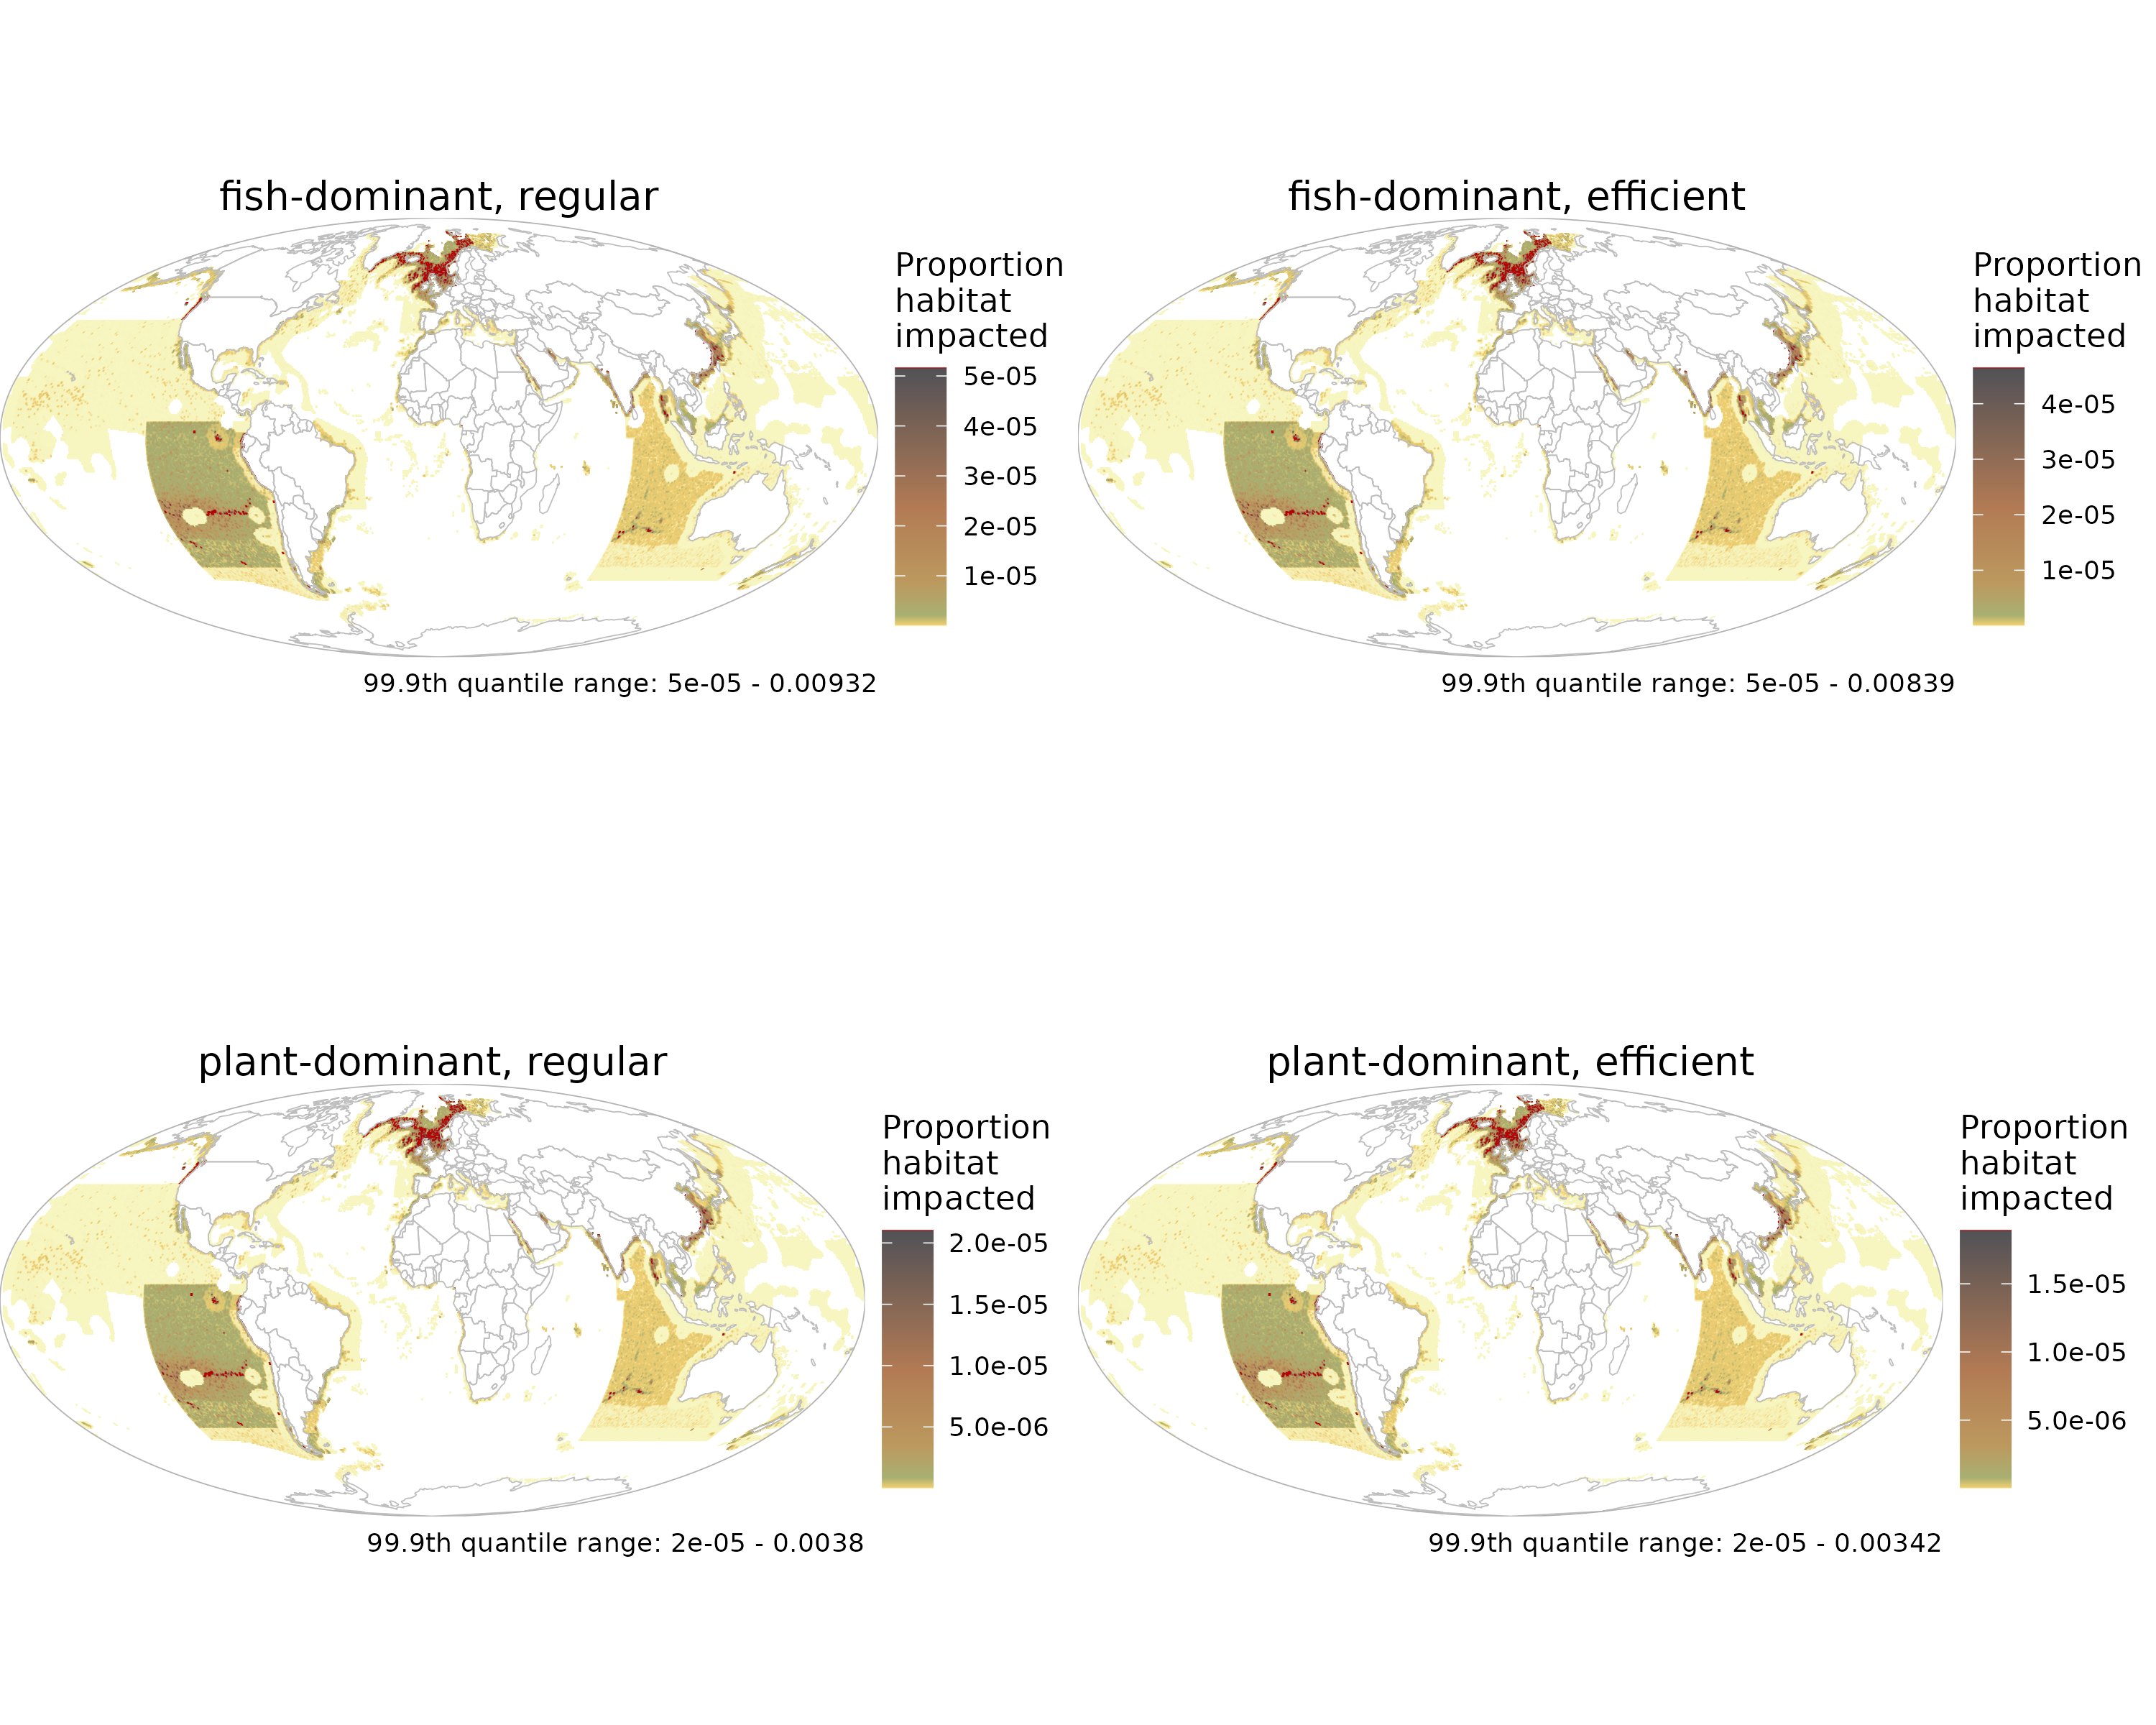 fish-dominant, regular
Proportion
habitat
impacted
5e-05
4e-05
3e-05
2e-05
1e-05
99.9th quantile range: 5e-05 - 0.00932
fish-dominant, efficient
Proportion
habitat
impacted
4e-05
3e-05
2e-05
1e-05
99.9th quantile range: 5e-05 - 0.00839
plant-dominant, regular
Proportion
habitat
impacted
2.0e-05
1.5e-05
1.0e-05
5.0e-06
99.9th quantile range: 2e-05 - 0.0038
plant-dominant, efficient
Proportion
habitat
impacted
1.5e-05
1.0e-05
5.0e-06
99.9th quantile range: 2e-05 - 0.00342